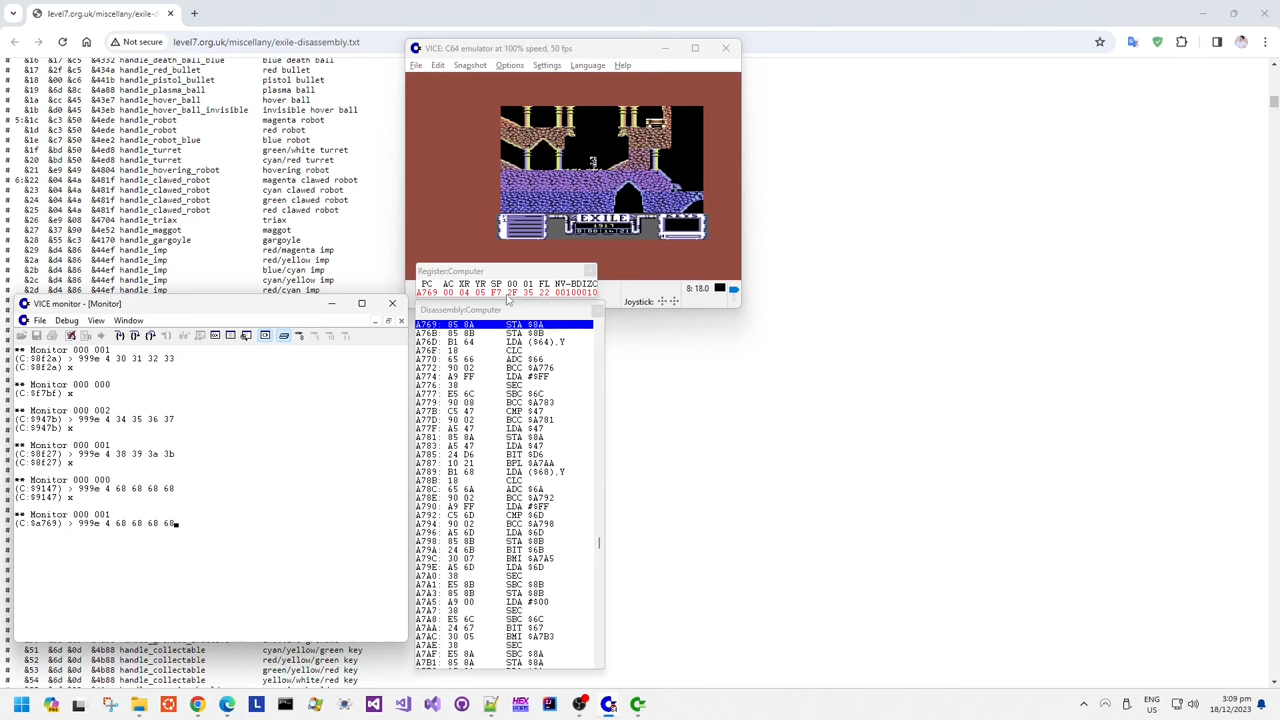 level7.org.uk/miscellany/exile-d
Not secure
level7.org.uk/miscellany/exile-disassembly.txt
# &16 &17 &c5 &4332 handle_death_ball_blue blue death ball
# &17 &2f &c5 &434a handle_red_bullet red bullet
# &18 &00 &c6 &441b handle_pistol_bullet pistol bullet
# &19 &6d &8c &4a88 handle_plasma_ball plasma ball
# &1a &cc &45 &43e7 handle_hover_ball hover ball
# &1b &d0 &45 &43eb handle_hover_ball_invisible invisible hover ball
# 5:&1c &c3 &50 &4ede handle_robot magenta robot
# &1d &c3 &50 &4ede handle_robot red robot
# &1e &c7 &50 &4ee2 handle_robot_blue blue robot
# &1f &bd &50 &4ed8 handle_turret green/white turret
# &20 &bd &50 &4ed8 handle_turret cyan/red turret
# &21 &e9 &49 &4804 handle_hovering_robot hovering robot
# 6:&22 &04 &0a &481f handle_clawed_robot magenta clawed robot
# &23 &04 &0a &481f handle_clawed_robot cyan clawed robot
# &24 &04 &0a &481f handle_clawed_robot green clawed robot
# &25 &04 &0a &481f handle_clawed_robot red clawed robot
# &26 &e9 &08 &4704 handle_triax triax
# &27 &37 &90 &4e52 handle_maggot maggot
# &28 &55 &c3 &4170 handle_gargoyle gargoyle
# &29 &d4 &86 &4ef handle_imp red/magenta imp
# &2a &d4 &86 &4ef handle_imp red/yellow imp
# &2b &d4 &86 &4ef handle_imp blue/cyan imp
# &51 &6d &0d &4b88 handle_collectable cyan/yellow/green key
# &52 &6d &0d &4b88 handle_collectable red/yellow/green key
# &53 &6d &0d &4b88 handle_collectable green/yellow/red key
# &54 &6d &0d &4b88 handle_collectable yellow/white/red key
VICE: C64 emulator at 100% speed, 50 fps
File Edit Snapshot Options Settings Language Help
EXILE
1917
Joystick:
8: 18.0
Register:Computer
PC AC XR YR SP 00 01 FL NV-BDIZC
A769 00 04 05 F7 2F 35 22 00100010
Disassembly:Computer
A769: 85 8A STA $8A
A76B: 85 8B STA $8B
A76D: B1 64 LDA ($64),Y
A76F: 18 CLC
A770: 65 66 ADC $66
A772: 90 02 BCC $A776
A774: A9 FF LDA #$FF
A776: 38 SEC
A777: E5 6C SBC $6C
A779: 90 08 BCC $A783
A77B: C5 47 CMP $47
A77D: 90 02 BCC $A781
A77F: A5 47 LDA $47
A781: 85 8A STA $8A
A783: A5 47 LDA $47
A785: 24 D6 BIT $D6
A787: 10 21 BPL $A7AA
A789: B1 68 LDA ($68),Y
A78B: 18 CLC
A78C: 65 6A ADC $6A
A78E: 90 02 BCC $A792
A790: A9 FF LDA #$FF
A792: C5 6D CMP $6D
A794: 90 02 BCC $A798
A796: A5 6D LDA $6D
A798: 85 8B STA $8B
A79A: 24 6B BIT $6B
A79C: 30 07 BMI $A7A5
A79E: A5 6D LDA $6D
A7A0: 38 SEC
A7A1: E5 8B SBC $8B
A7A3: 85 8B STA $8B
A7A5: A9 00 LDA #$00
A7A7: 38 SEC
A7A8: E5 6C SBC $6C
A7AA: 24 67 BIT $67
A7AC: 30 05 BMI $A7B3
A7AE: 38 SEC
A7AF: E5 8A SBC $8A
A7B1: 85 8A STA $8A
VICE monitor - [Monitor]
File Debug View Window
** Monitor 000 001
(C:$8f2a) > 999e 4 30 31 32 33
(C:$8f2a) x
** Monitor 000 000
(C:$f7bf) x
** Monitor 000 002
(C:$947b) > 999e 4 34 35 36 37
(C:$947b) x
** Monitor 000 001
(C:$8f27) > 999e 4 38 39 3a 3b
(C:$8f27) x
** Monitor 000 000
(C:$9147) > 999e 4 68 68 68 68
(C:$9147) x
** Monitor 000 001
(C:$a769) > 999e 4 68 68 68 68
ENG
US
3:09 pm
18/12/2023